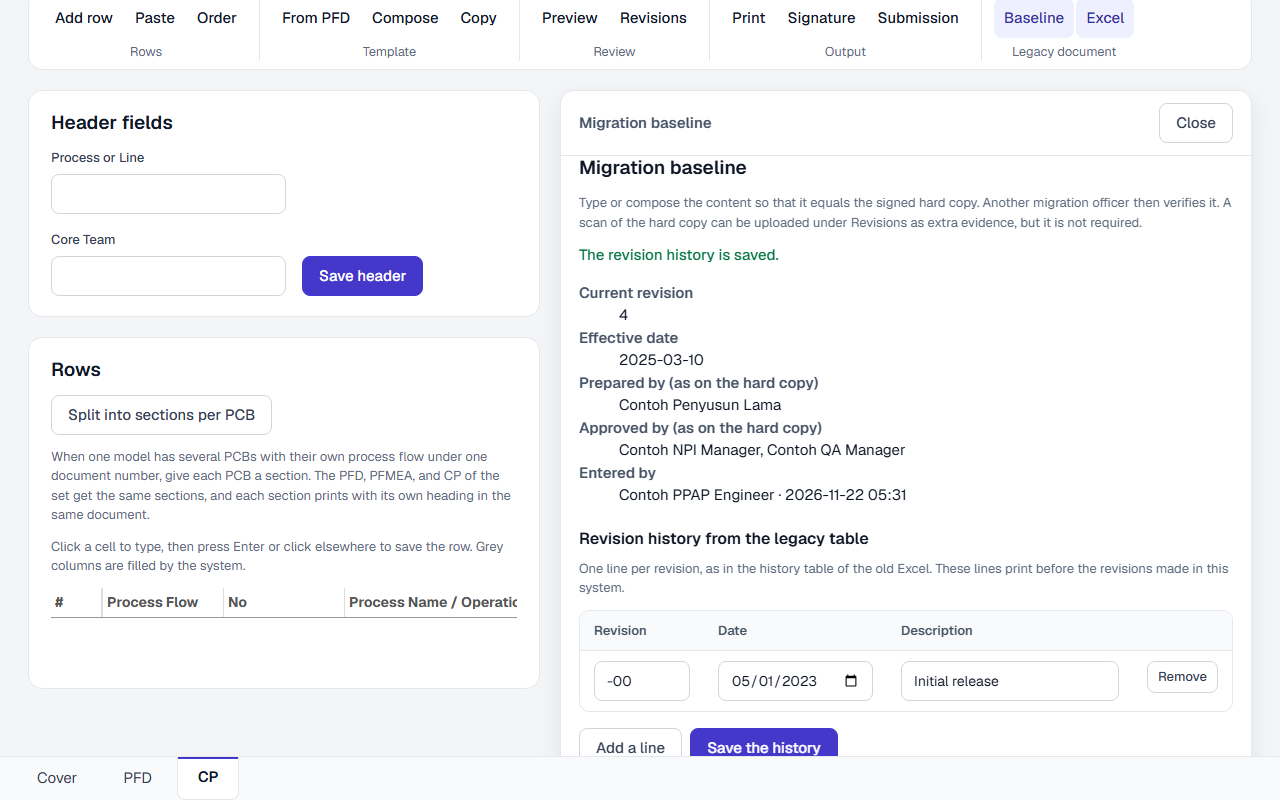 Add row Paste Order From PFD Compose Copy Preview Revisions Print Signature Submission Baseline Excel
Rows Template Review Output Legacy document
Header fields
Process or Line
Core Team
Save header
Rows
Split into sections per PCB
When one model has several PCBs with their own process flow under one
document number, give each PCB a section. The PFD, PFMEA, and CP of the
set get the same sections, and each section prints with its own heading in the
same document.
Click a cell to type, then press Enter or click elsewhere to save the row. Grey
columns are filled by the system.
# Process Flow No Process Name / Operatic
Migration baseline Close
Migration baseline
Type or compose the content so that it equals the signed hard copy. Another migration officer then verifies it. A
scan of the hard copy can be uploaded under Revisions as extra evidence, but it is not required.
The revision history is saved.
Current revision
4
Effective date
2025-03-10
Prepared by (as on the hard copy)
Contoh Penyusun Lama
Approved by (as on the hard copy)
Contoh NPI Manager, Contoh QA Manager
Entered by
Contoh PPAP Engineer · 2026-11-22 05:31
Revision history from the legacy table
One line per revision, as in the history table of the old Excel. These lines print before the revisions made in this
system.
Revision Date Description
-00 05/01/2023 Initial release Remove
Add a line Save the history
Cover PFD CP